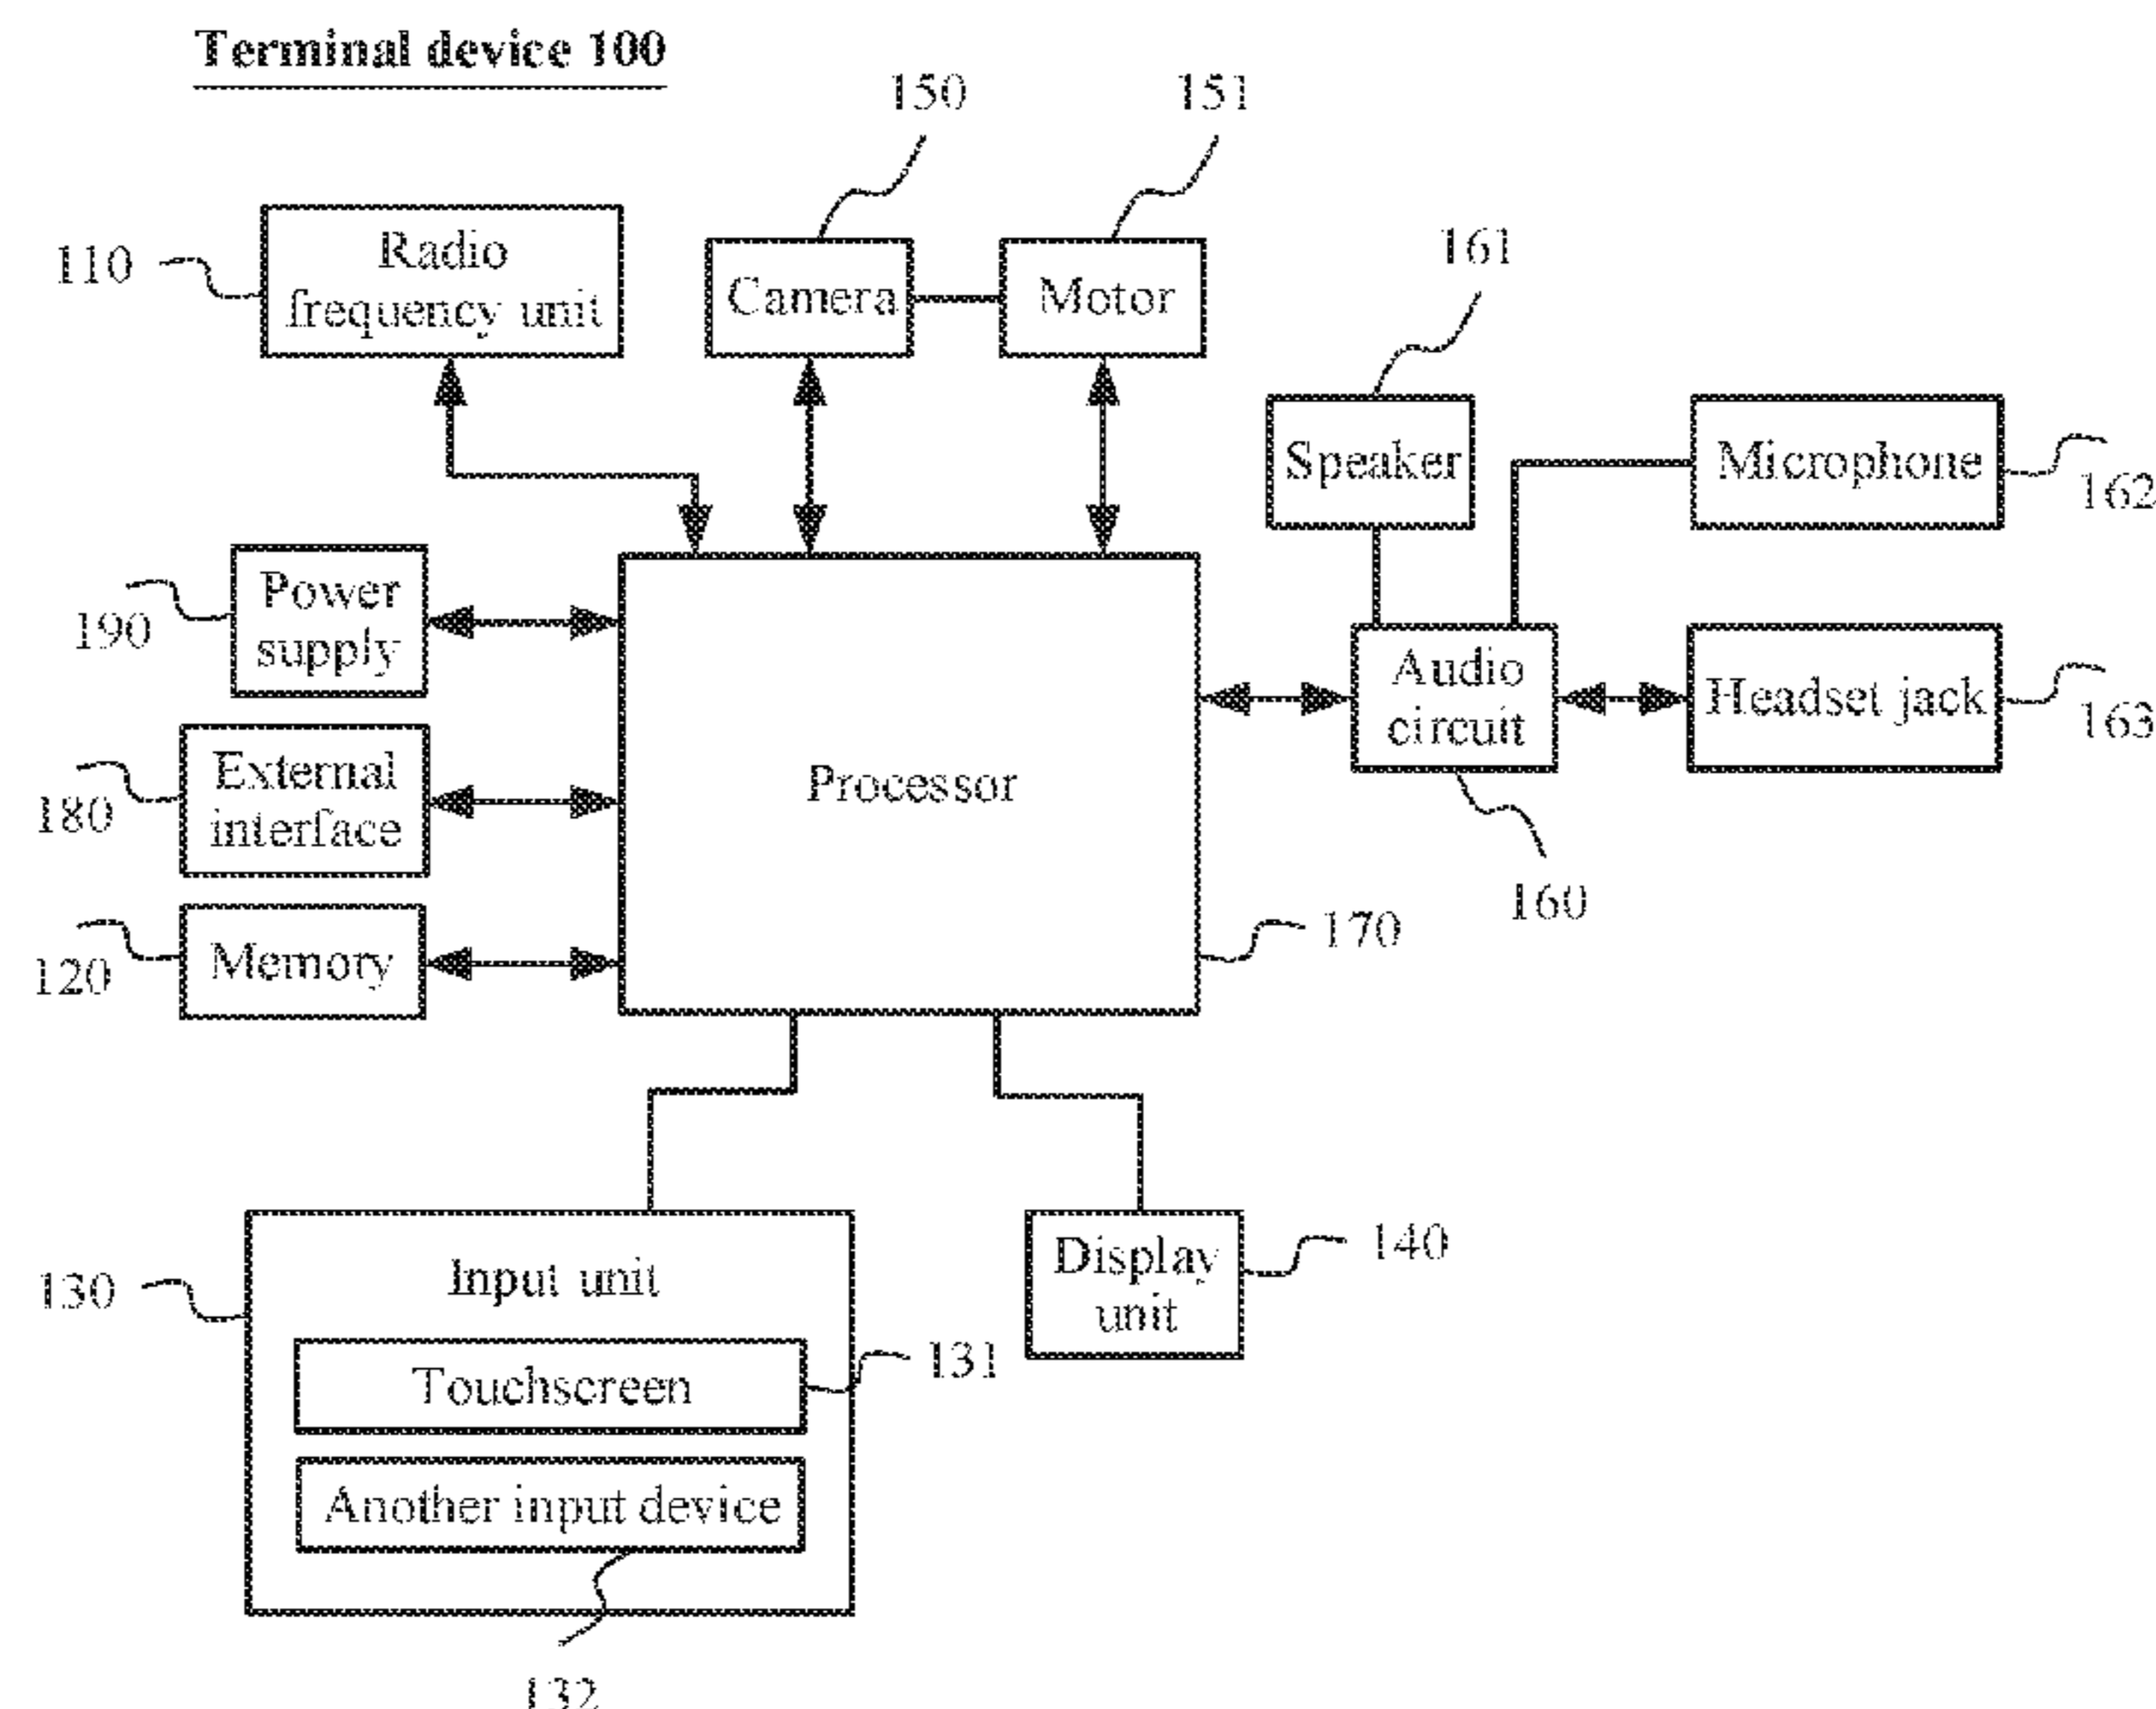 Terminal device 100
150
151
110
Radio
frequency unit
Camera
Motor
161
Speaker
Microphone
162
190
Power
supply
Audio
circuit
Headset jack
163
180
External
interface
Processor
160
120
Memory
170
130
Input unit
Display
unit
140
Touchscreen
131
Another input device
132